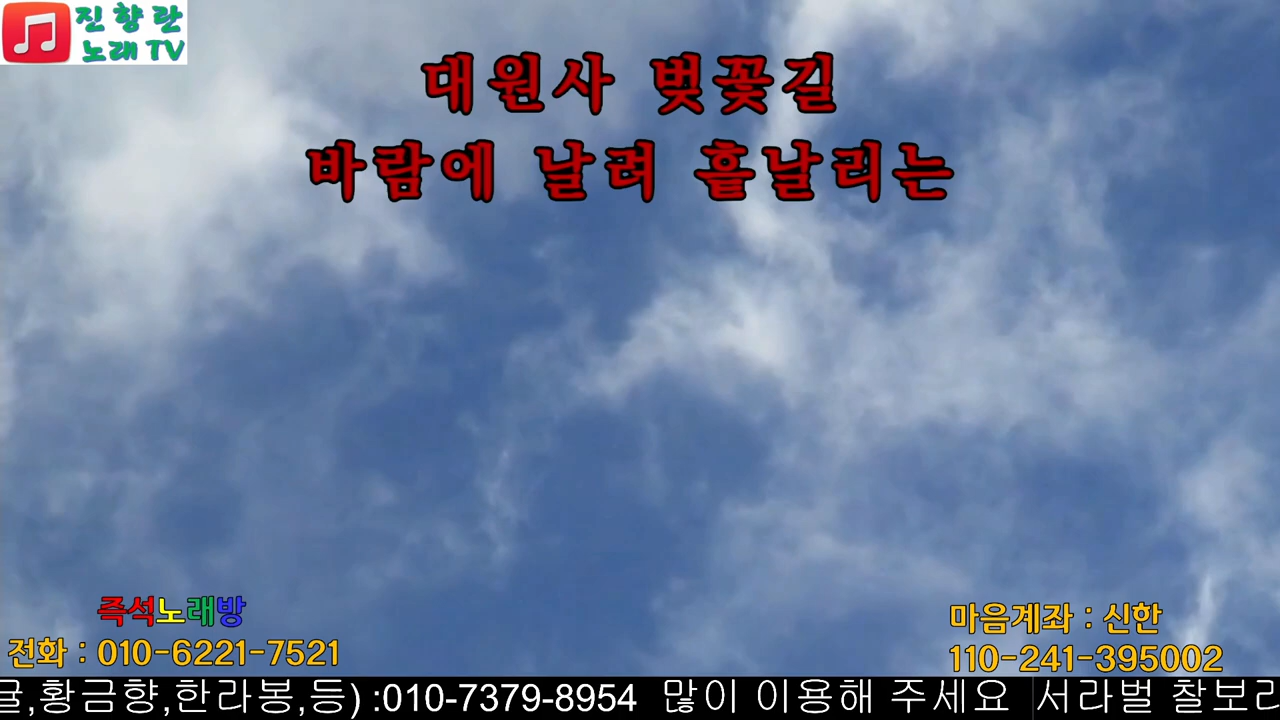 진향란
노래TV
대원사 벚꽃길
바람에 날려 흩날리는
즉석노래방
전화 : 010-6221-7521
마음계좌 : 신한
110-241-395002
귤,황금향,한라봉,등) :010-7379-8954 많이 이용해 주세요 서라벌 찰보리